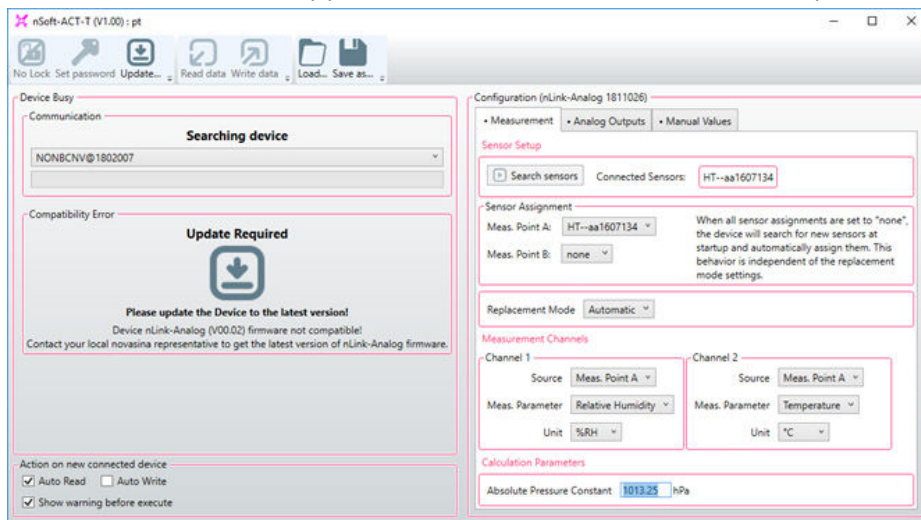 nSoft-ACT-T (V1.00) : pt
No Lock Set password Update... Read data Write data Load... Save as...
Device Busy
Communication
Searching device
NONBCNV@1802007
Compatibility Error
Update Required
Please update the Device to the latest version!
Device nLink-Analog (V00.02) firmware not compatible!
Contact your local novasina representative to get the latest version of nLink-Analog firmware.
Action on new connected device
Auto Read Auto Write
Show warning before execute
Configuration (nLink-Analog 1811026)
• Measurement • Analog Outputs • Manual Values
Sensor Setup
Search sensors Connected Sensors: HT--aa1607134
Sensor Assignment
Meas. Point A: HT--aa1607134
Meas. Point B: none
When all sensor assignments are set to "none",
the device will search for new sensors at
startup and automatically assign them. This
behavior is independent of the replacement
mode settings.
Replacement Mode Automatic
Measurement Channels
Channel 1
Source Meas. Point A
Meas. Parameter Relative Humidity
Unit %RH
Channel 2
Source Meas. Point A
Meas. Parameter Temperature
Unit °C
Calculation Parameters
Absolute Pressure Constant 1013.25 hPa